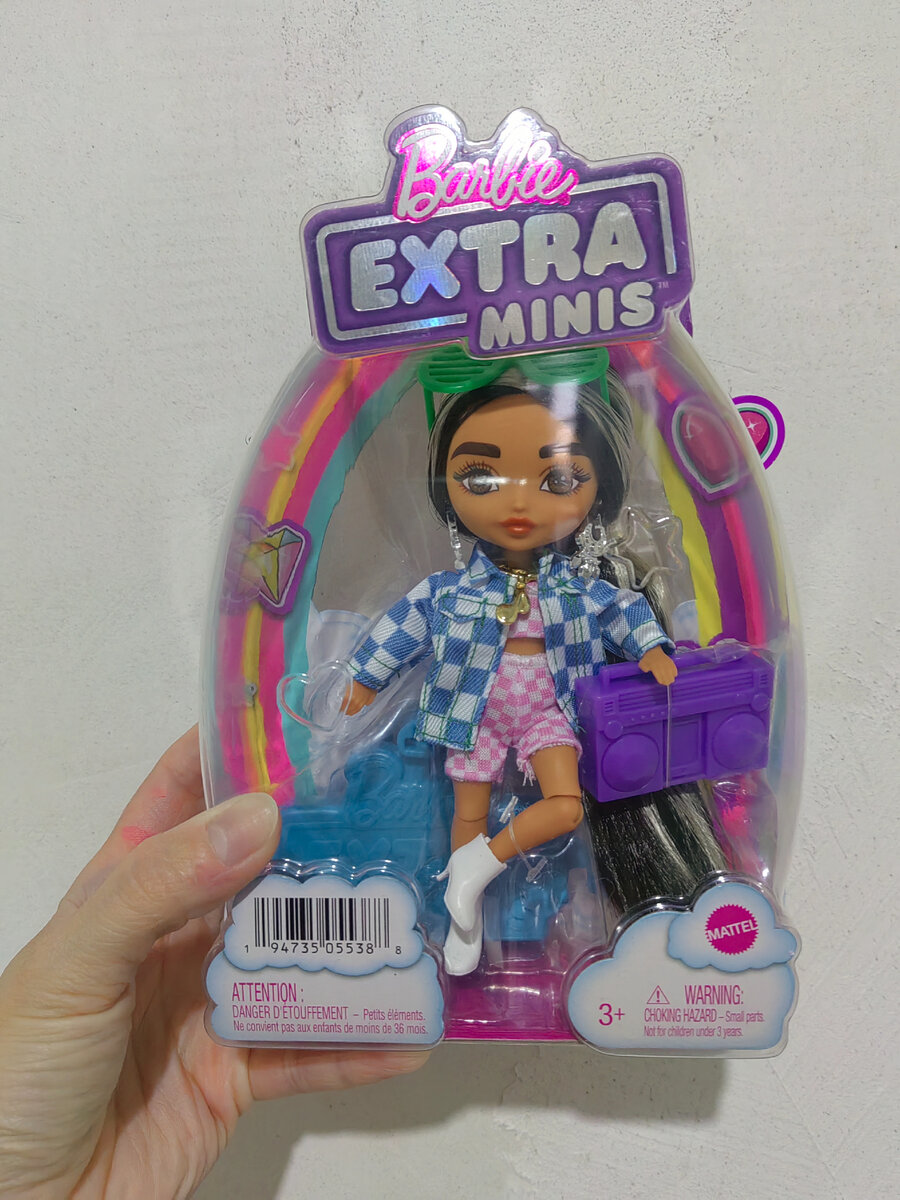 Barbie
EXTRA
MINIS™
1 94735 05538 8
ATTENTION :
DANGER D'ÉTOUFFEMENT – Petits éléments.
Ne convient pas aux enfants de moins de 36 mois.
MATTEL
3+
WARNING:
CHOKING HAZARD – Small parts.
Not for children under 3 years.